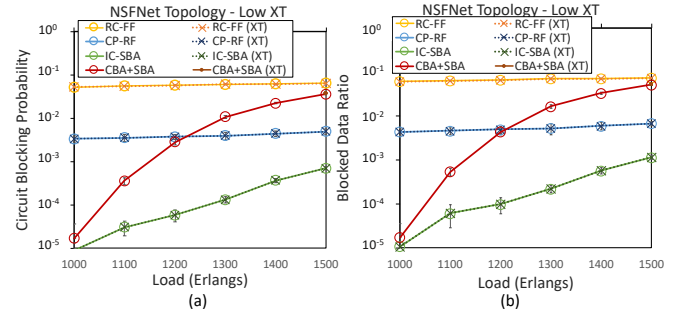 NSFNet Topology - Low XT
RC-FF
RC-FF (XT)
CP-RF
CP-RF (XT)
IC-SBA
IC-SBA (XT)
CBA+SBA
CBA+SBA (XT)
Circuit Blocking Probability
10^0
10^-1
10^-2
10^-3
10^-4
10^-5
1000 1100 1200 1300 1400 1500
Load (Erlangs)
(a)
NSFNet Topology - Low XT
RC-FF
RC-FF (XT)
CP-RF
CP-RF (XT)
IC-SBA
IC-SBA (XT)
CBA+SBA
CBA+SBA (XT)
Blocked Data Ratio
10^0
10^-1
10^-2
10^-3
10^-4
10^-5
1000 1100 1200 1300 1400 1500
Load (Erlangs)
(b)